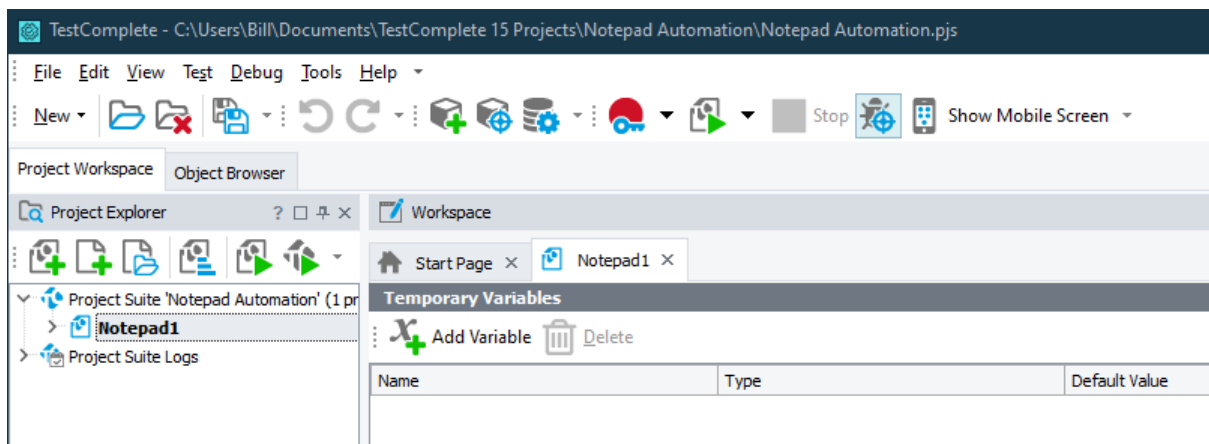 TestComplete - C:\Users\Bill\Documents\TestComplete 15 Projects\Notepad Automation\Notepad Automation.pjs
File Edit View Test Debug Tools Help
New Stop Show Mobile Screen
Project Workspace Object Browser
Project Explorer ? Workspace
Start Page Notepad1
Project Suite 'Notepad Automation' (1 pr Temporary Variables
Notepad1 Add Variable Delete
Project Suite Logs
Name Type Default Value